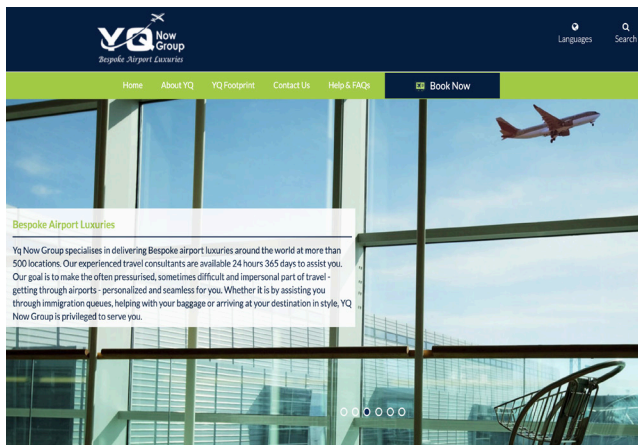 YQ Now
Group
Bespoke Airport Luxuries
Languages
Search
Home About YQ YQ Footprint Contact Us Help & FAQs Book Now
Bespoke Airport Luxuries
Yq Now Group specialises in delivering Bespoke airport luxuries around the world at more than
500 locations. Our experienced travel consultants are available 24 hours 365 days to assist you.
Our goal is to make the often pressurised, sometimes difficult and impersonal part of travel -
getting through airports - personalized and seamless for you. Whether it is by assisting you
through immigration queues, helping with your baggage or arriving at your destination in style, YQ
Now Group is privileged to serve you.